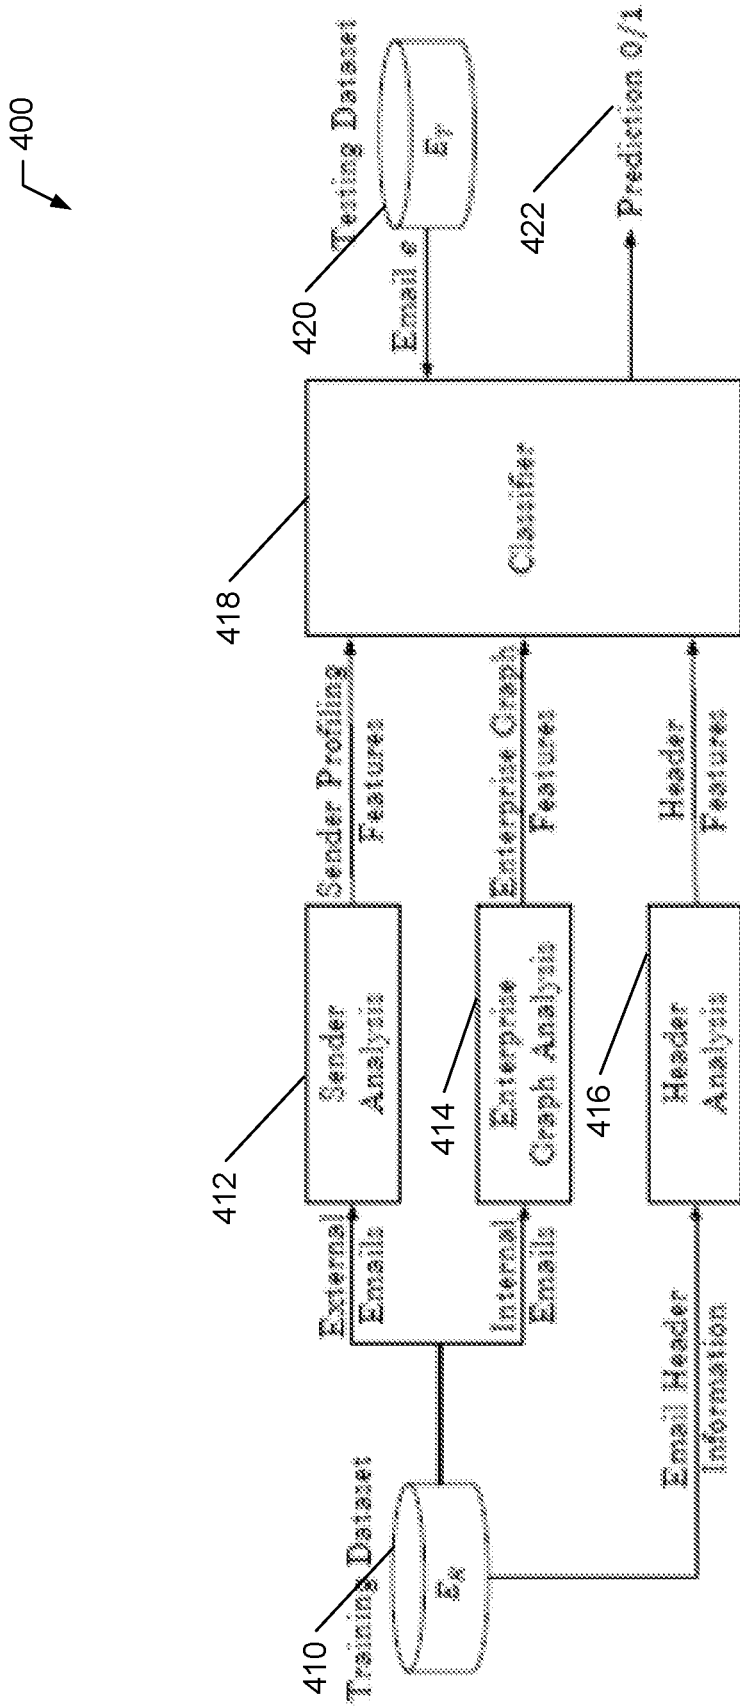 400
Training Dataset
410
E_R
External
Emails
Internal
Emails
Email Header
Information
412
Sender
Analysis
414
Enterprise
Graph Analysis
416
Header
Analysis
Sender Profiling
Features
Enterprise Graph
Features
Header
Features
418
Classifier
Testing Dataset
420
E_T
Email e
422
Prediction 0/1